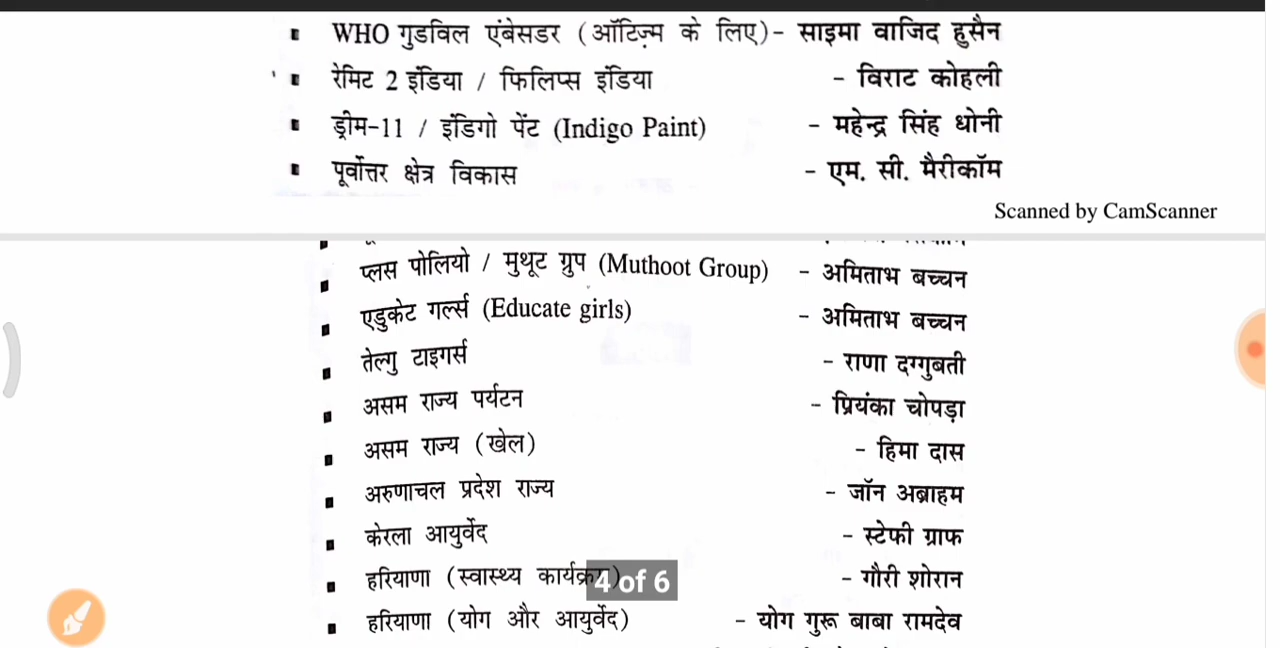 WHO गुडविल एंबेसडर (ऑटिज़्म के लिए) - साइमा वाजिद हुसैन
रेमिट 2 इंडिया / फिलिप्स इंडिया - विराट कोहली
ड्रीम-11 / इंडिगो पेंट (Indigo Paint) - महेन्द्र सिंह धोनी
पूर्वोत्तर क्षेत्र विकास - एम. सी. मैरीकॉम
Scanned by CamScanner
प्लस पोलियो / मुथूट ग्रुप (Muthoot Group) - अमिताभ बच्चन
एडुकेट गर्ल्स (Educate girls) - अमिताभ बच्चन
तेल्गु टाइगर्स - राणा दग्गुबती
असम राज्य पर्यटन - प्रियंका चोपड़ा
असम राज्य (खेल) - हिमा दास
अरुणाचल प्रदेश राज्य - जॉन अब्राहम
केरला आयुर्वेद - स्टेफी ग्राफ
हरियाणा (स्वास्थ्य कार्यक्रम) - गौरी शोरान
4 of 6
हरियाणा (योग और आयुर्वेद) - योग गुरू बाबा रामदेव